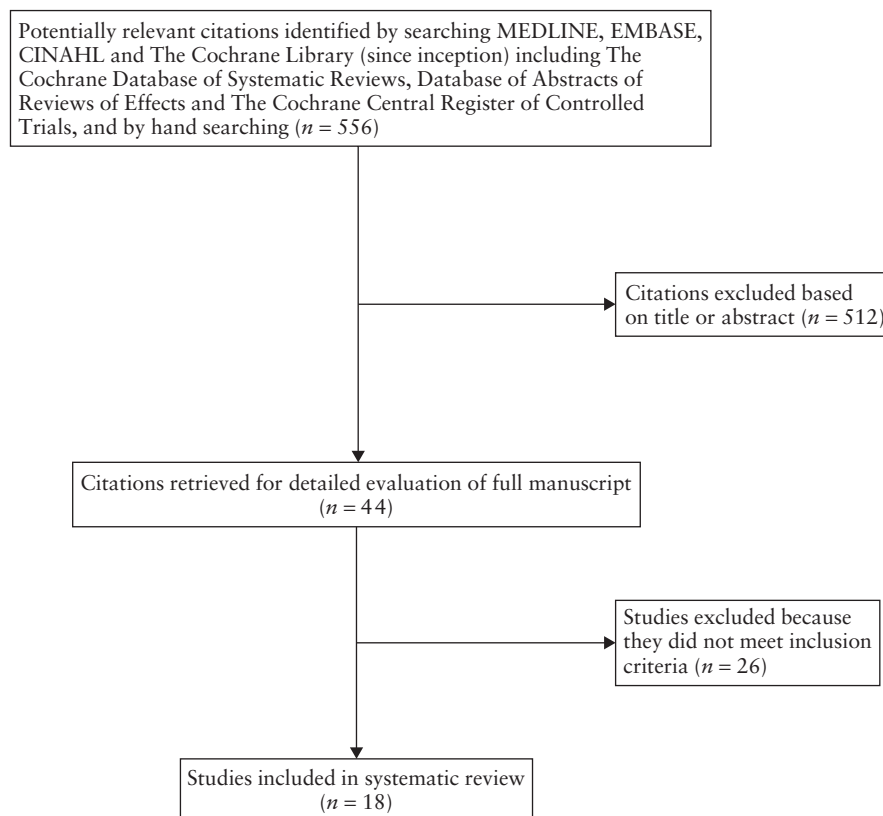 Potentially relevant citations identified by searching MEDLINE, EMBASE,
CINAHL and The Cochrane Library (since inception) including The
Cochrane Database of Systematic Reviews, Database of Abstracts of
Reviews of Effects and The Cochrane Central Register of Controlled
Trials, and by hand searching (n = 556)
Citations excluded based
on title or abstract (n = 512)
Citations retrieved for detailed evaluation of full manuscript
(n = 44)
Studies excluded because
they did not meet inclusion
criteria (n = 26)
Studies included in systematic review
(n = 18)